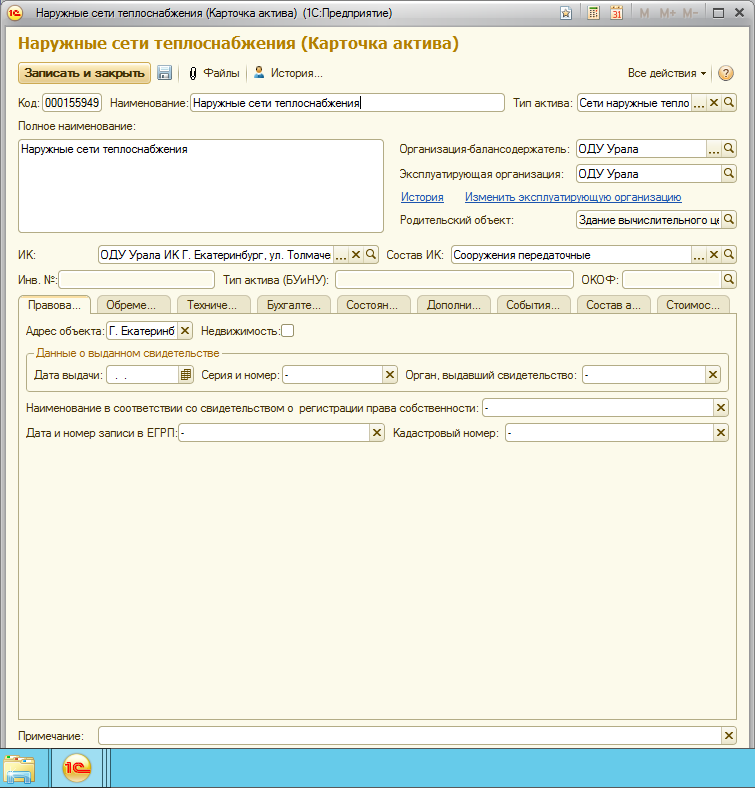 Наружные сети теплоснабжения (Карточка актива) (1С:Предприятие)
31 M M+ M-
Наружные сети теплоснабжения (Карточка актива)
Записать и закрыть Файлы История... Все действия ?
Код: 000155949 Наименование: Наружные сети теплоснабжения Тип актива: Сети наружные тепло ...
Полное наименование:
Наружные сети теплоснабжения
Организация-балансодержатель: ОДУ Урала ...
Эксплуатирующая организация: ОДУ Урала
История Изменить эксплуатирующую организацию
Родительский объект: Здание вычислительного це
ИК: ОДУ Урала ИК Г. Екатеринбург, ул. Толмаче ... Состав ИК: Сооружения передаточные ...
Инв. №: Тип актива (БУиНУ): ОКОФ:
Правова... Обреме... Техниче... Бухгалте... Состоян... Дополни... События... Состав а... Стоимос...
Адрес объекта: Г. Екатеринб Недвижимость:
Данные о выданном свидетельстве
Дата выдачи: . . Серия и номер: - Орган, выдавший свидетельство: -
Наименование в соответствии со свидетельством о регистрации права собственности: -
Дата и номер записи в ЕГРП: - Кадастровый номер: -
Примечание:
1С